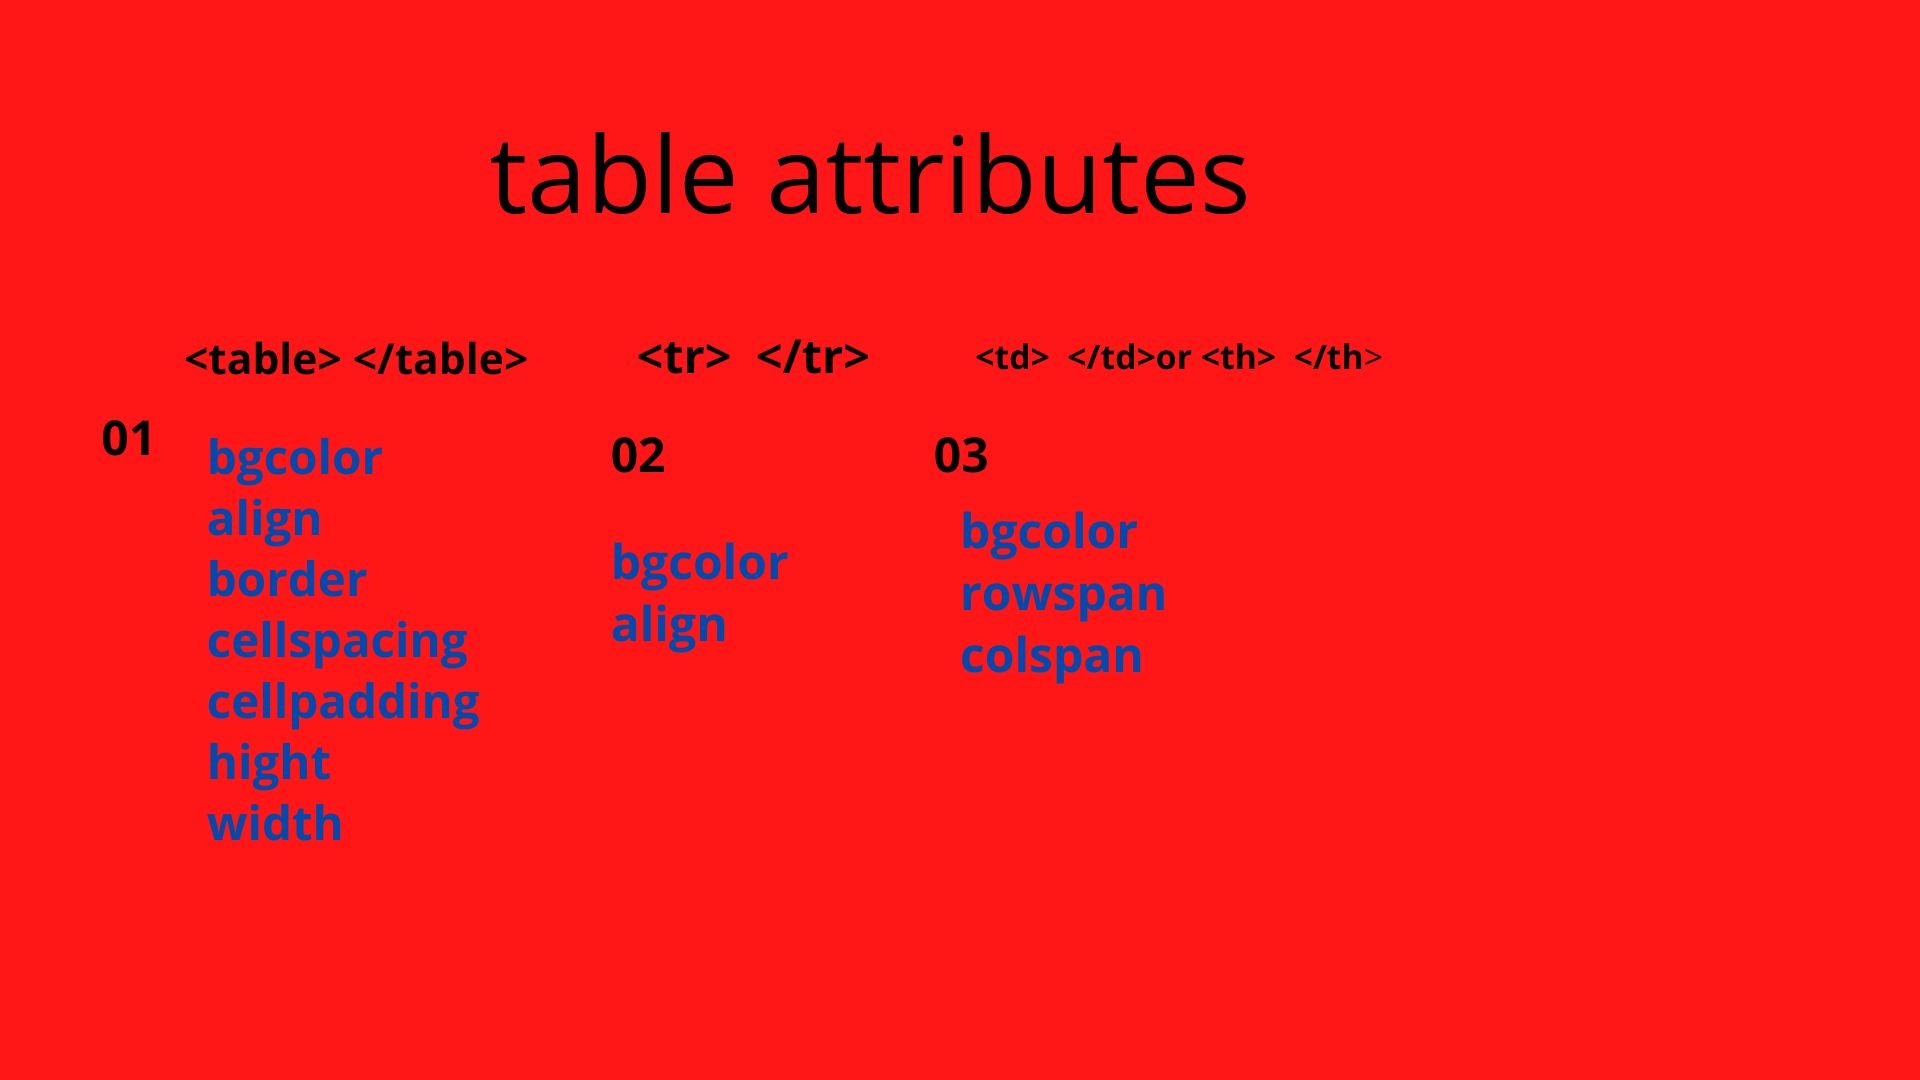 table attributes
<table> </table>
01
bgcolor
align
border
cellspacing
cellpadding
hight
width
<tr>  </tr>
02
bgcolor
align
<td>  </td>or <th>  </th>
03
bgcolor
rowspan
colspan